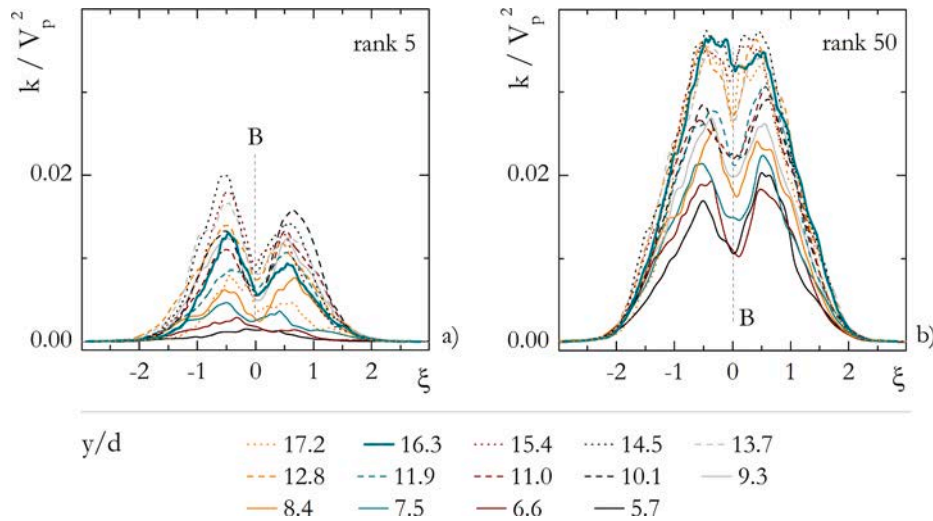 k / V_p^2
rank 5
B
0.02
0.00
a)
-2 -1 0 1 2 ξ
k / V_p^2
rank 50
0.02
B
0.00
b)
-2 -1 0 1 2 ξ
y/d
17.2 16.3 15.4 14.5 13.7
12.8 11.9 11.0 10.1 9.3
8.4 7.5 6.6 5.7